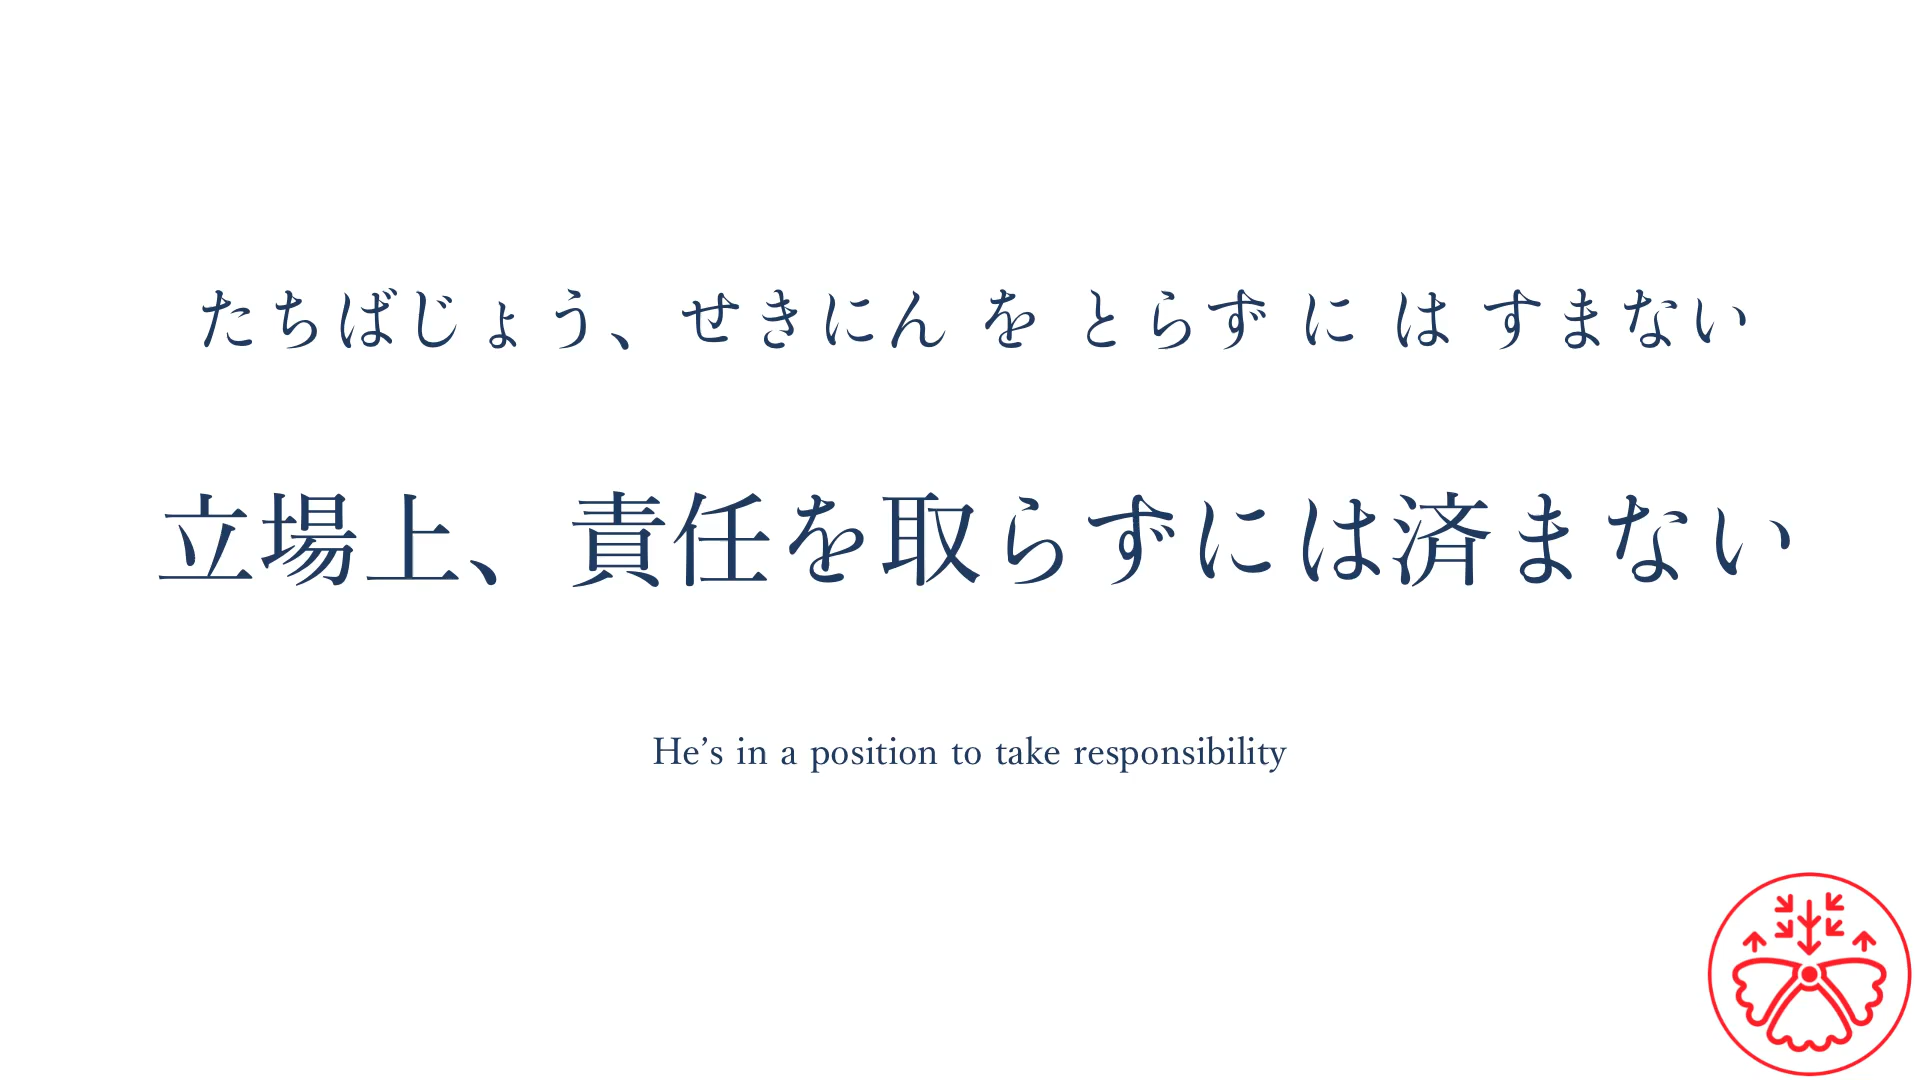 たちばじょう、せきにん を とらず に は すまない
立場上、責任を取らずには済まない
He’s in a position to take responsibility